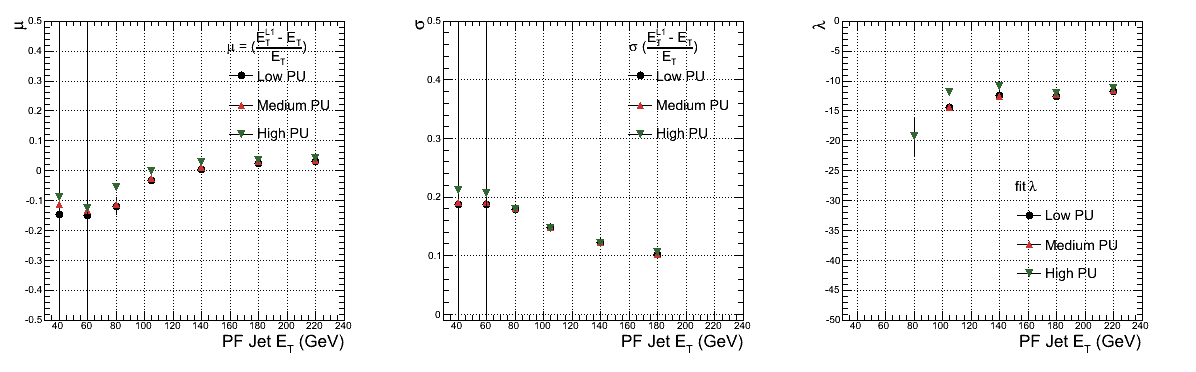 μ
0.5
0.4
0.3
0.2
0.1
0
-0.1
-0.2
-0.3
-0.4
-0.5
μ = (E_T^L1 - E_T / E_T)
Low PU
Medium PU
High PU
40 60 80 100 120 140 160 180 200 220 240
PF Jet E_T (GeV)
σ
0.5
0.4
0.3
0.2
0.1
0
σ (E_T^L1 - E_T / E_T)
Low PU
Medium PU
High PU
40 60 80 100 120 140 160 180 200 220 240
PF Jet E_T (GeV)
λ
0
-5
-10
-15
-20
-25
-30
-35
-40
-45
-50
fit λ
Low PU
Medium PU
High PU
40 60 80 100 120 140 160 180 200 220 240
PF Jet E_T (GeV)